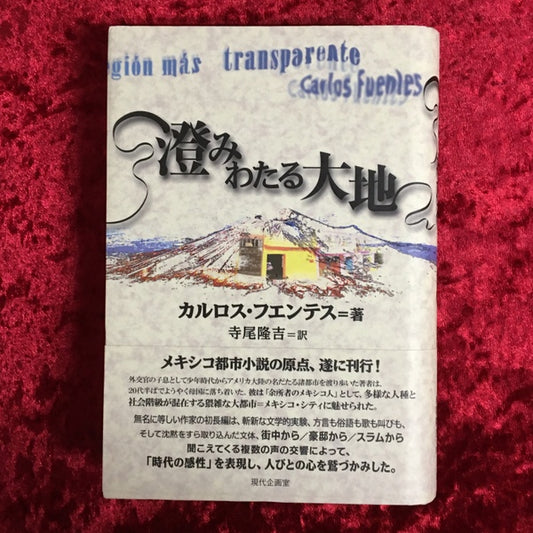 egión más transparente
Carlos Fuentes
澄みわたる大地
カルロス・フエンテス＝著
寺尾隆吉＝訳
メキシコ都市小説の原点、遂に刊行！
外交官の子息として少年時代からアメリカ大陸の名だたる諸都市を渡り歩いた著者は、
20代半ばでようやく母国に落ち着いた。彼は「余所者のメキシコ人」として、多様な人種と
社会階級が混在する猥雑な大都市＝メキシコ・シティに魅せられた。
無名に等しい作家の初長編は、斬新な文学的実験、方言も俗語も歌も叫びも、
そして沈黙をすら取り込んだ文体、街中から／豪邸から／スラムから
聞こえてくる複数の声の交響によって、
「時代の感性」を表現し、人びとの心を鷲づかみした。
現代企画室